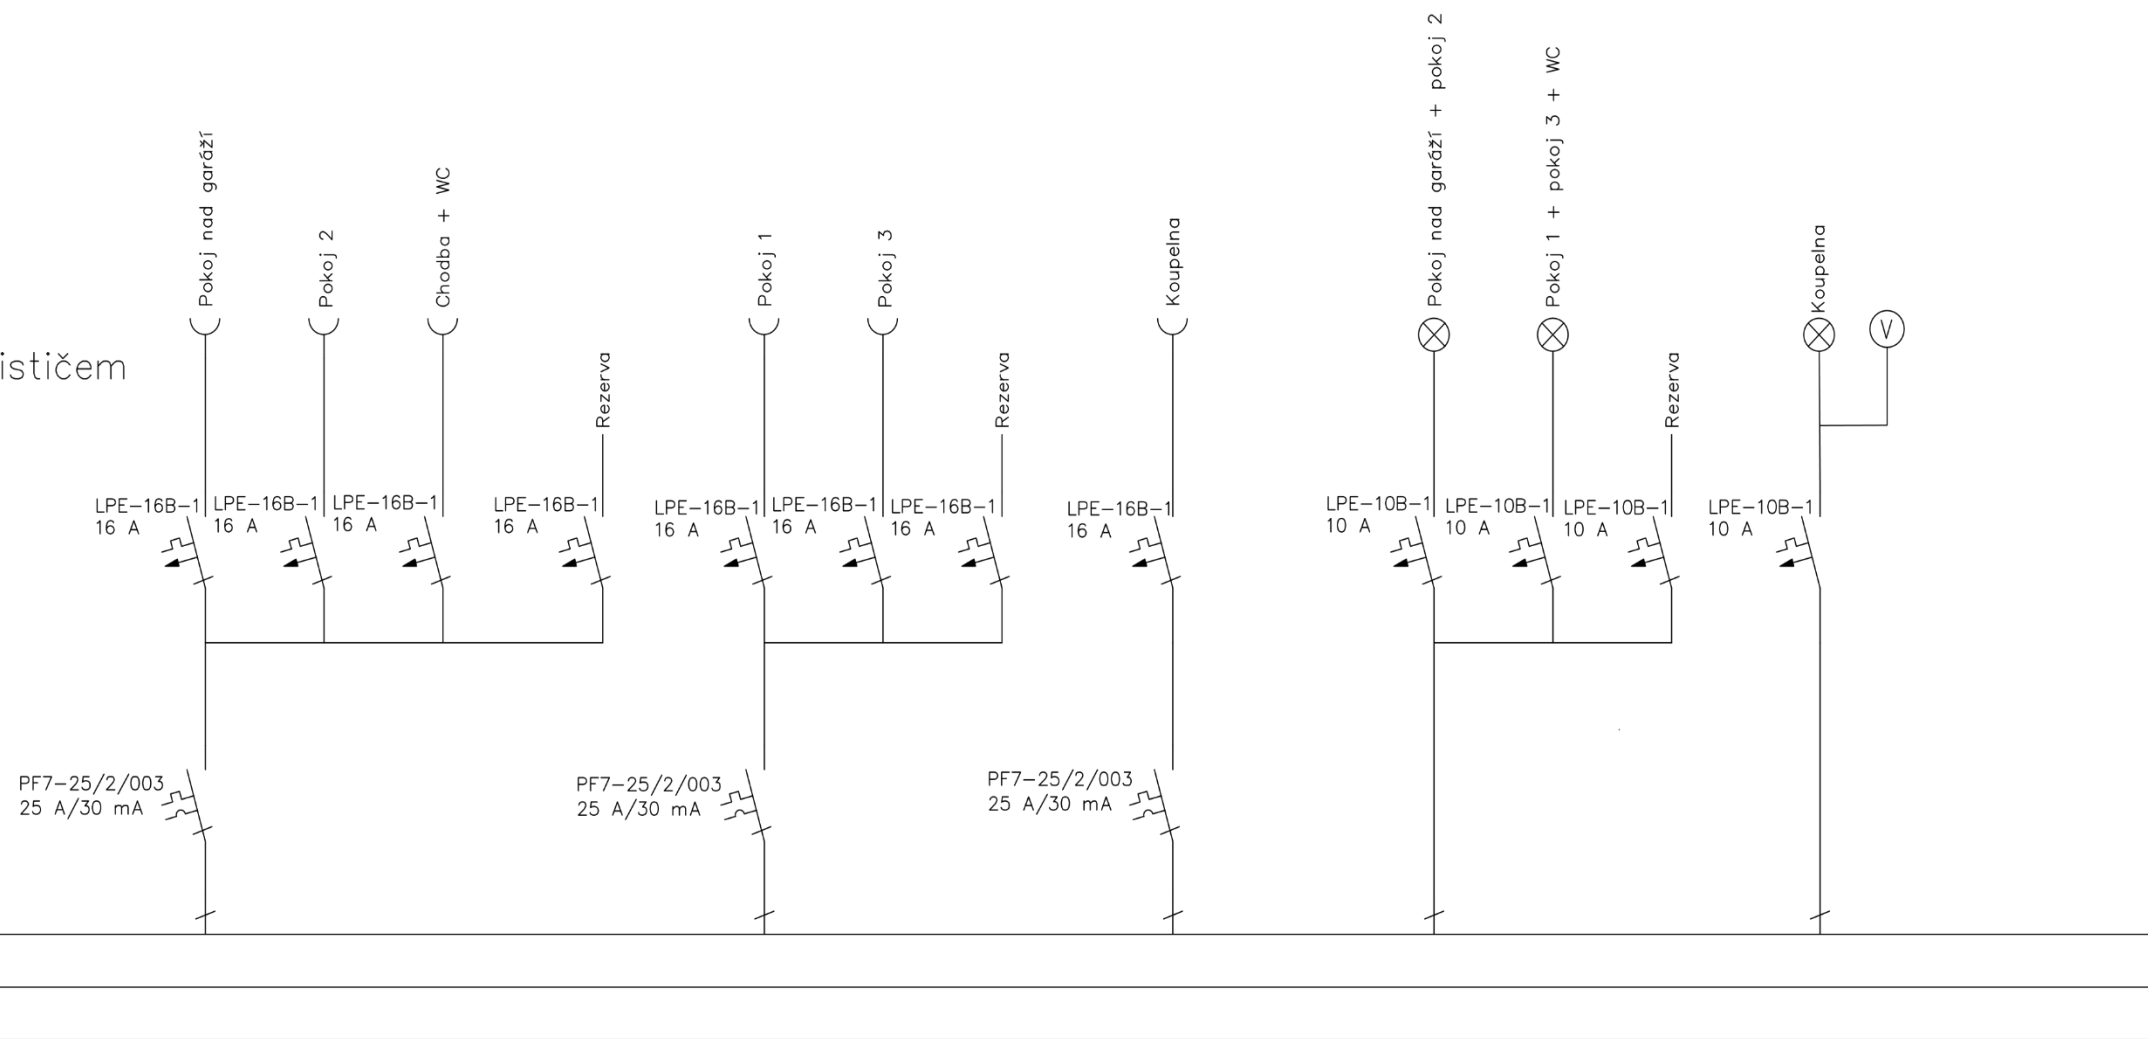 Pokoj nad garáží
Pokoj 2
Chodba + WC
Rezerva
Pokoj 1
Pokoj 3
Rezerva
Koupelna
Pokoj nad garáží + pokoj 2
Pokoj 1 + pokoj 3 + WC
Rezerva
Koupelna
V
ističem
LPE-16B-1
16 A
LPE-16B-1
16 A
LPE-16B-1
16 A
LPE-16B-1
16 A
LPE-16B-1
16 A
LPE-16B-1
16 A
LPE-16B-1
16 A
LPE-16B-1
16 A
LPE-10B-1
10 A
LPE-10B-1
10 A
LPE-10B-1
10 A
LPE-10B-1
10 A
PF7-25/2/003
25 A/30 mA
PF7-25/2/003
25 A/30 mA
PF7-25/2/003
25 A/30 mA